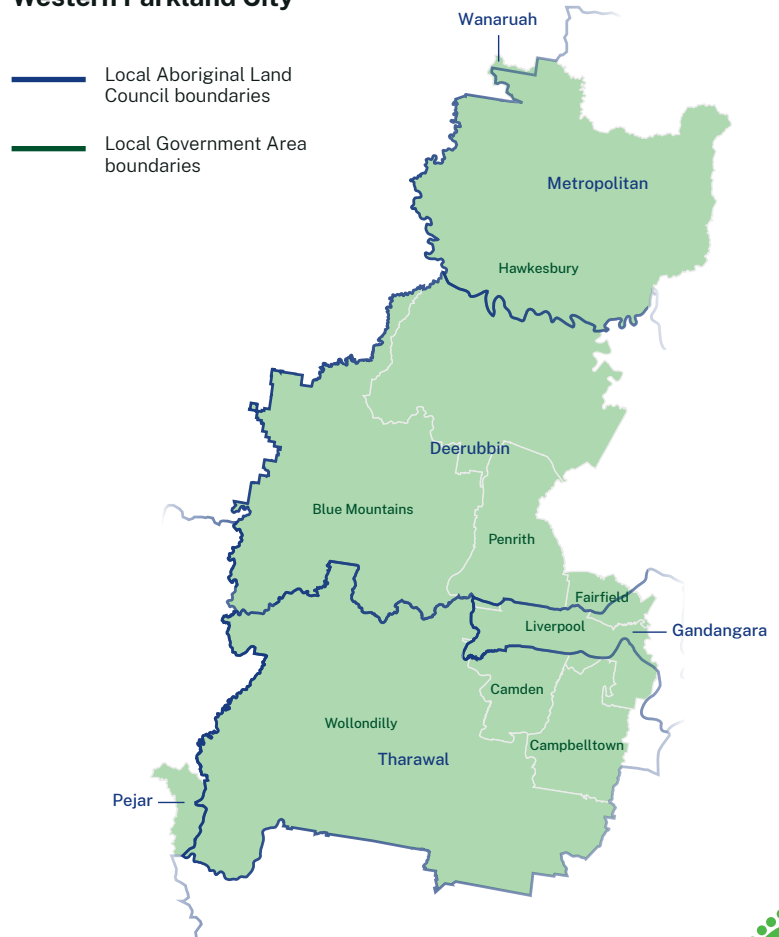 Western Parkland City
Wanaruah
Local Aboriginal Land
Council boundaries
Local Government Area
boundaries
Metropolitan
Hawkesbury
Deerubbin
Blue Mountains
Penrith
Fairfield
Liverpool
Gandangara
Camden
Wollondilly
Campbelltown
Tharawal
Pejar